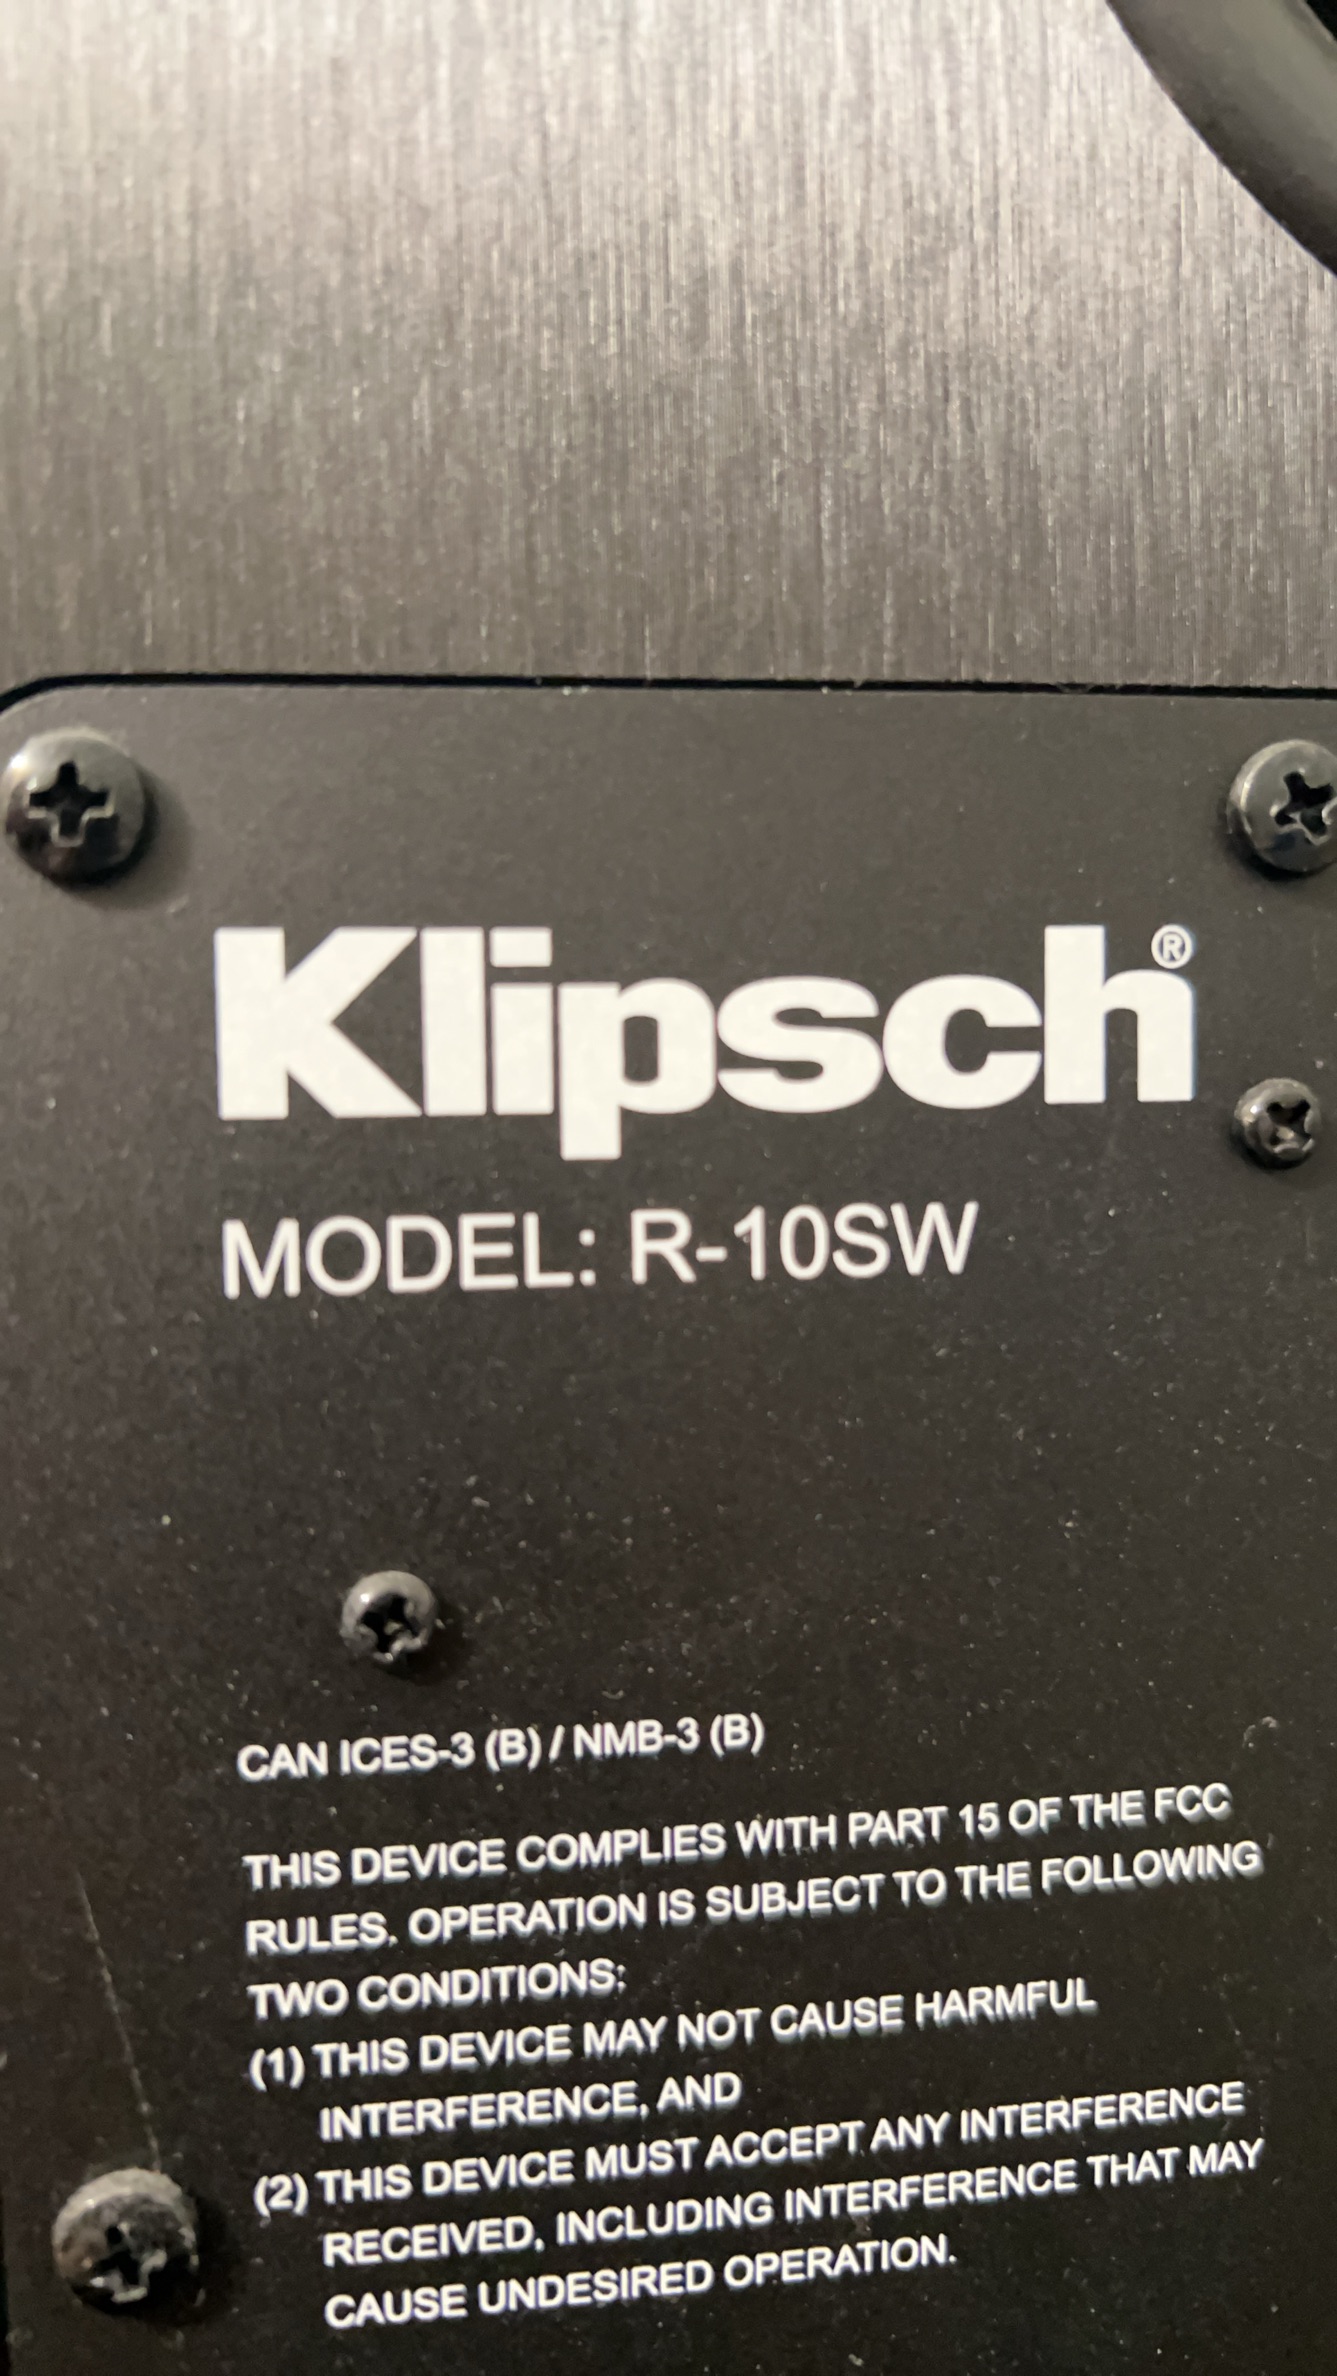 Klipsch®
MODEL: R-10SW
CAN ICES-3 (B) / NMB-3 (B)
THIS DEVICE COMPLIES WITH PART 15 OF THE FCC
RULES. OPERATION IS SUBJECT TO THE FOLLOWING
TWO CONDITIONS:
(1) THIS DEVICE MAY NOT CAUSE HARMFUL
INTERFERENCE, AND
(2) THIS DEVICE MUST ACCEPT ANY INTERFERENCE
RECEIVED, INCLUDING INTERFERENCE THAT MAY
CAUSE UNDESIRED OPERATION.